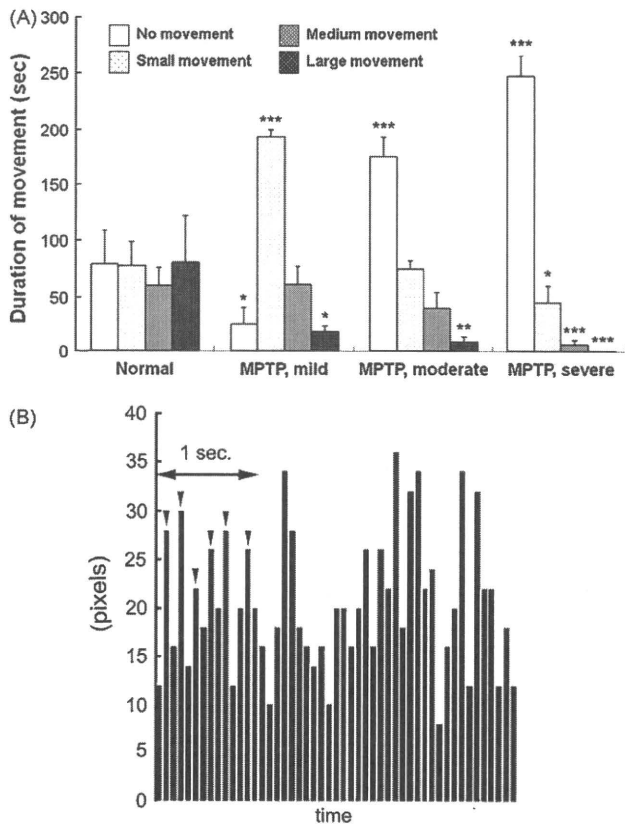 (A)
300
250
200
150
100
50
0
Duration of movement (sec)
No movement
Small movement
Medium movement
Large movement
*
***
*
***
**
***
*
***
***
Normal
MPTP, mild
MPTP, moderate
MPTP, severe
(B)
40
35
30
25
20
15
10
5
0
(pixels)
1 sec.
time